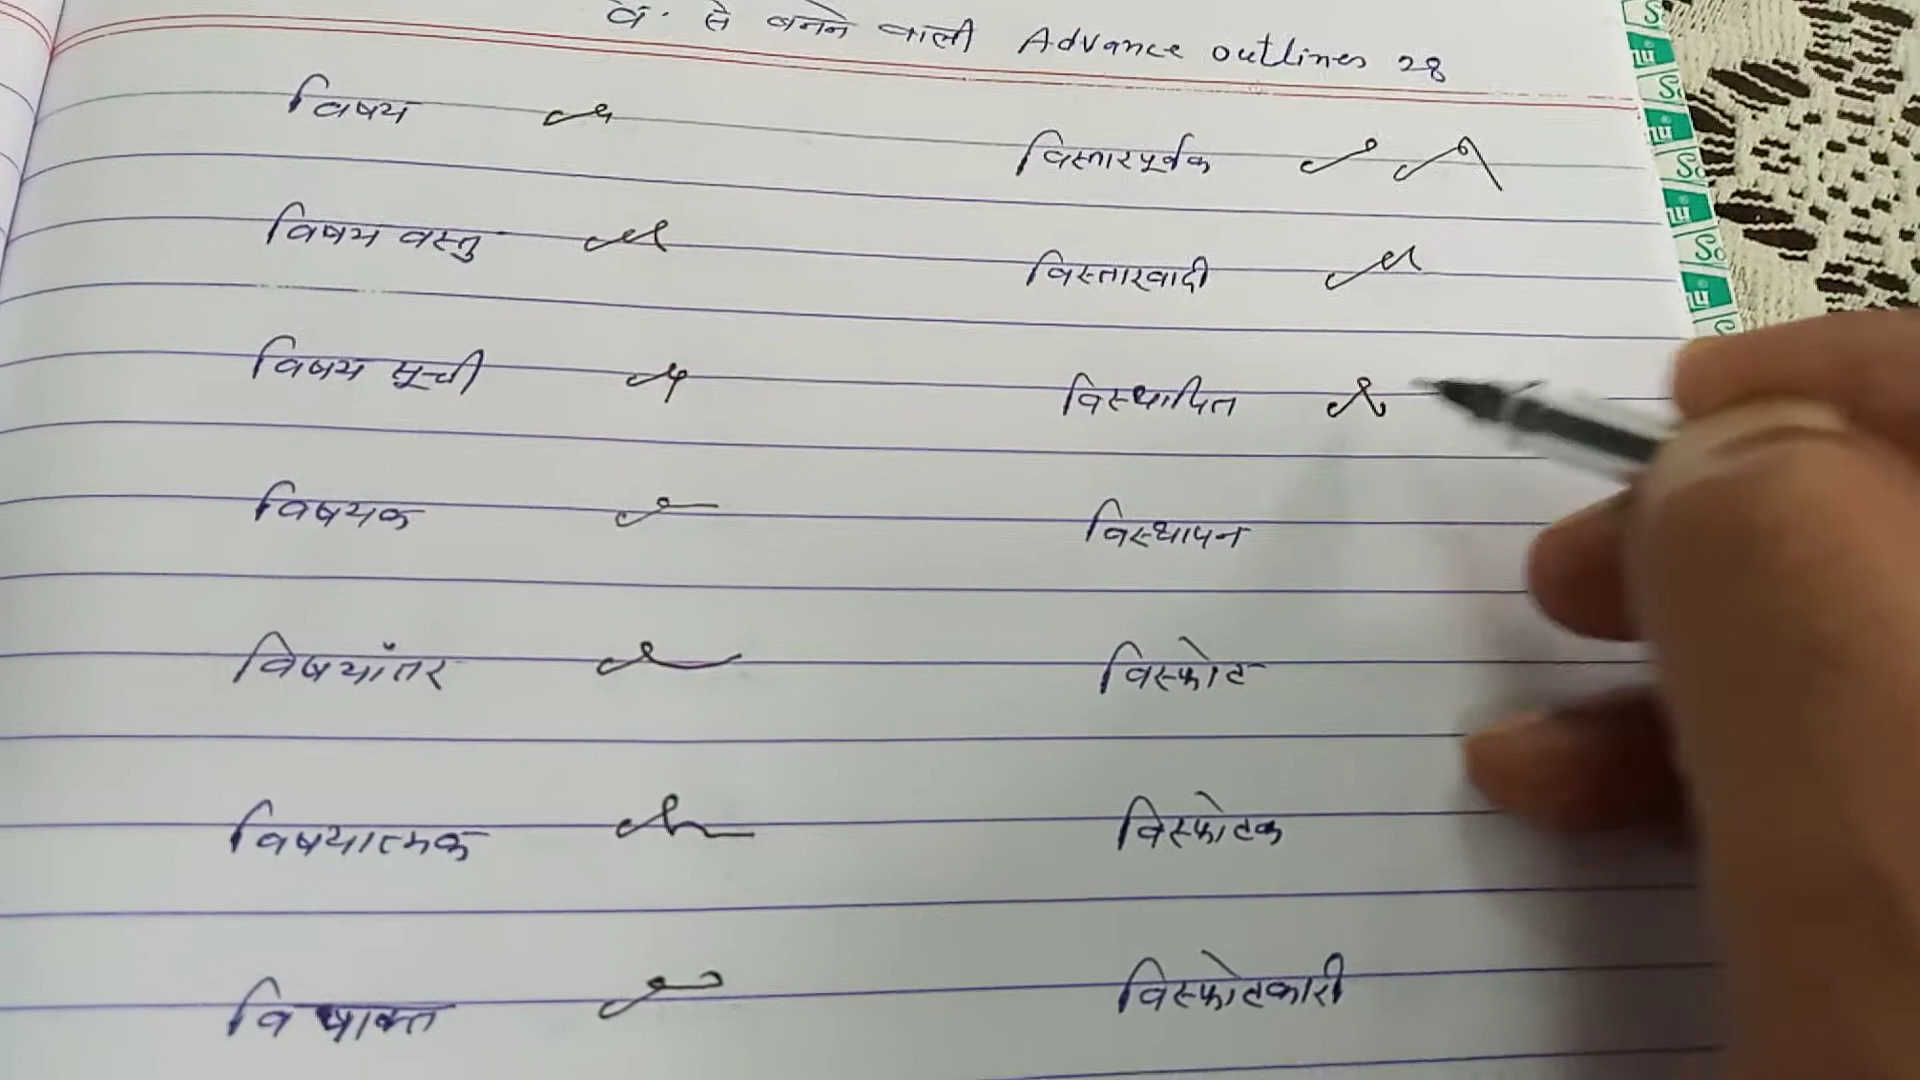 व. से बनने वाली Advance outlines 28
विषय
विषय वस्तु
विषय सूची
विषयक
विषयांतर
विषयात्मक
विषाक्त
विस्तारपूर्वक
विस्तारवादी
विस्थापित
विस्थापन
विस्फोट
विस्फोटक
विस्फोटकारी